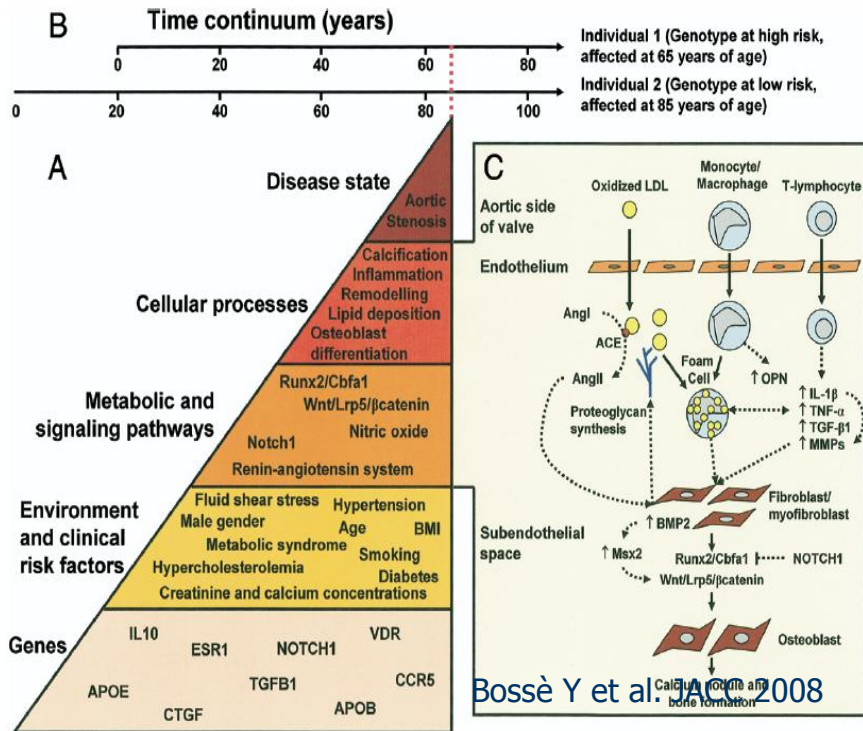 B
Time continuum (years)
Individual 1 (Genotype at high risk,
affected at 65 years of age)
0 20 40 60 80
Individual 2 (Genotype at low risk,
affected at 85 years of age)
0 20 40 60 80 100
A
Disease state
Aortic
Stenosis
Cellular processes
Calcification
Inflammation
Remodelling
Lipid deposition
Osteoblast
differentiation
Metabolic and
signaling pathways
Runx2/Cbfa1
Wnt/Lrp5/βcatenin
Nitric oxide
Notch1
Renin-angiotensin system
Environment
and clinical
risk factors
Fluid shear stress
Hypertension
Male gender
Age
BMI
Metabolic syndrome
Smoking
Hypercholesterolemia
Diabetes
Creatinine and calcium concentrations
Genes
IL10
ESR1
NOTCH1
VDR
APOE
TGFB1
CCR5
CTGF
APOB
C
Oxidized LDL
Monocyte/
Macrophage
T-lymphocyte
Aortic side
of valve
Endothelium
AngI
ACE
AngII
Foam
Cell
↑ OPN
Proteoglycan
synthesis
↑ IL-1β
↑ TNF-α
↑ TGF-β1
↑ MMPs
Subendothelial
space
Fibroblast/
myofibroblast
↑ BMP2
↑ Msx2
Runx2/Cbfa1
NOTCH1
Wnt/Lrp5/βcatenin
Osteoblast
Calcium nodule and
bone formation
Bossè Y et al. JACC 2008